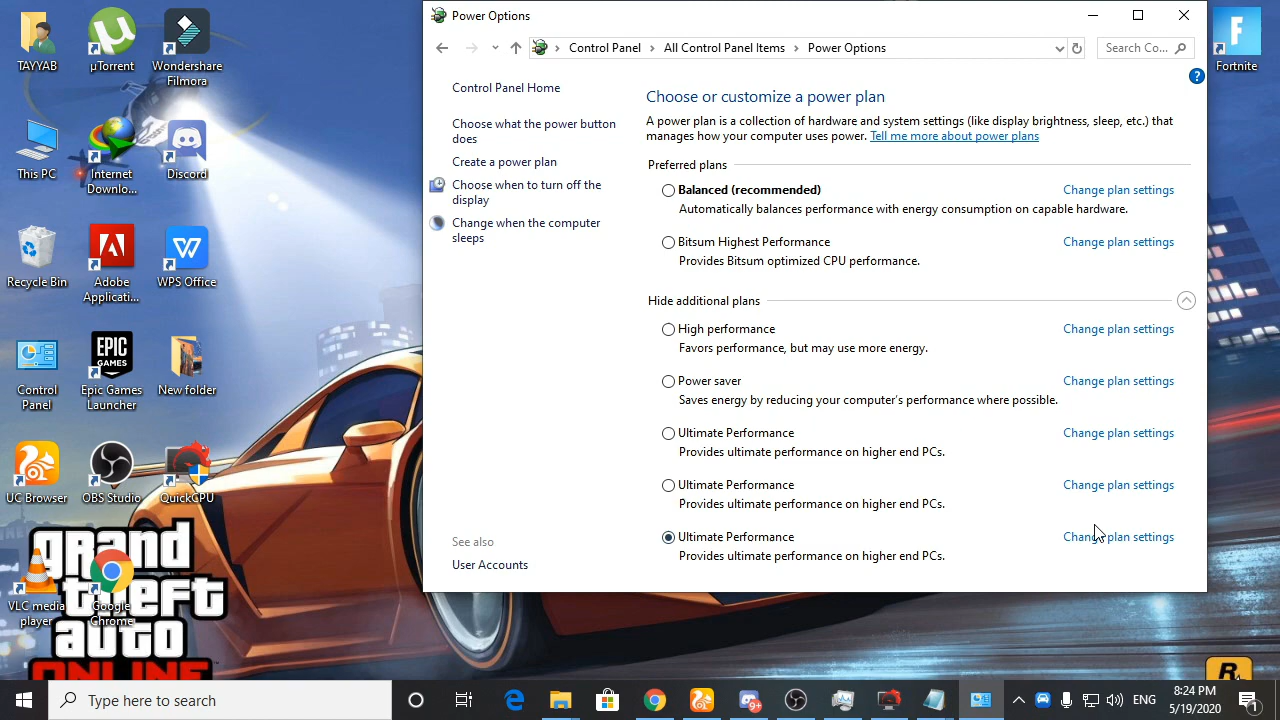 TAYYAB
µTorrent
Wondershare
Filmora
This PC
Internet
Downlo...
Discord
Recycle Bin
Adobe
Applicati...
WPS Office
Control
Panel
EPIC
GAMES
Epic Games
Launcher
New folder
UC Browser
OBS Studio
QuickGPU
VLC media
player
Google
Chrome
grand
theft
auto
ONLINE
Power Options
Control Panel
All Control Panel Items
Power Options
Search Co...
Control Panel Home
Choose what the power button
does
Create a power plan
Choose when to turn off the
display
Change when the computer
sleeps
See also
User Accounts
?
Choose or customize a power plan
A power plan is a collection of hardware and system settings (like display brightness, sleep, etc.) that
manages how your computer uses power. Tell me more about power plans
Preferred plans
Balanced (recommended) Change plan settings
Automatically balances performance with energy consumption on capable hardware.
Bitsum Highest Performance Change plan settings
Provides Bitsum optimized CPU performance.
Hide additional plans
High performance Change plan settings
Favors performance, but may use more energy.
Power saver Change plan settings
Saves energy by reducing your computer's performance where possible.
Ultimate Performance Change plan settings
Provides ultimate performance on higher end PCs.
Ultimate Performance Change plan settings
Provides ultimate performance on higher end PCs.
Ultimate Performance Change plan settings
Provides ultimate performance on higher end PCs.
F
Fortnite
R
Type here to search
9+
ENG
8:24 PM
5/19/2020
1